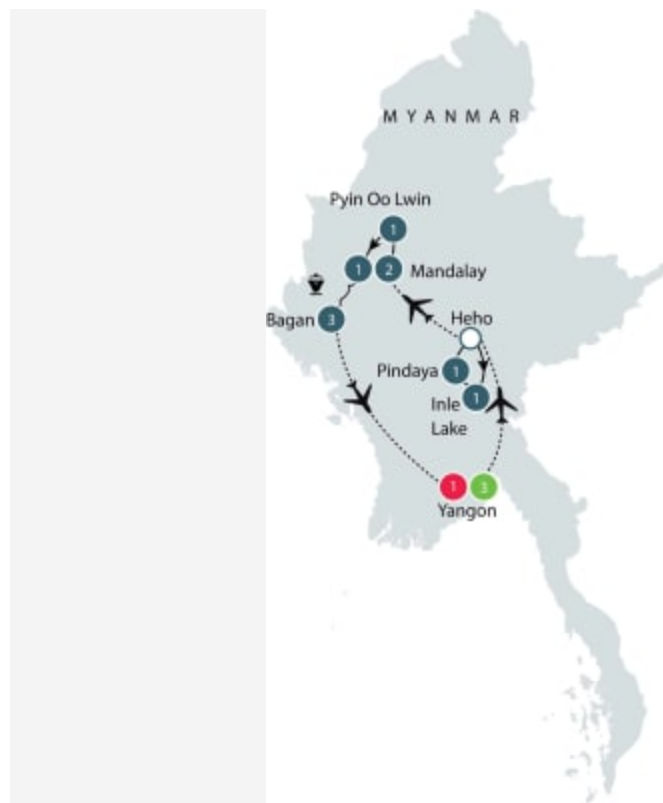 MYANMAR
Pyin Oo Lwin
1
1
2 Mandalay
Bagan 3
Heho
Pindaya 1
Inle 1
Lake
1 3
Yangon